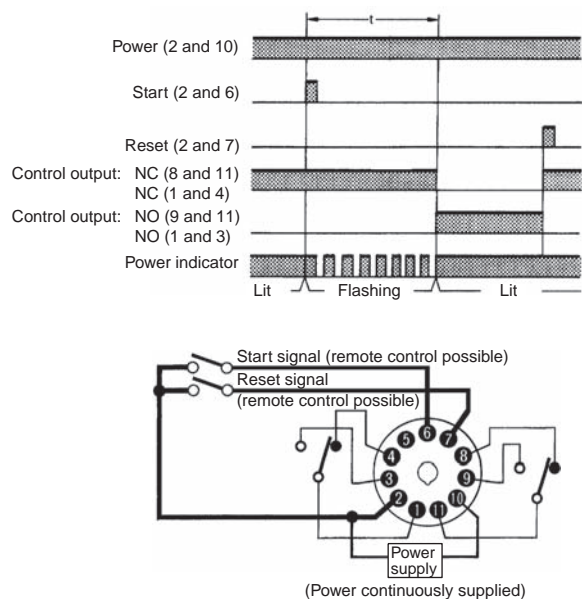 t
Power (2 and 10)
Start (2 and 6)
Reset (2 and 7)
Control output: NC (8 and 11)
NC (1 and 4)
Control output: NO (9 and 11)
NO (1 and 3)
Power indicator
Lit Flashing Lit
Start signal (remote control possible)
Reset signal
(remote control possible)
5 6 7
4 8
3 9
2 10
1 11
Power
supply
(Power continuously supplied)